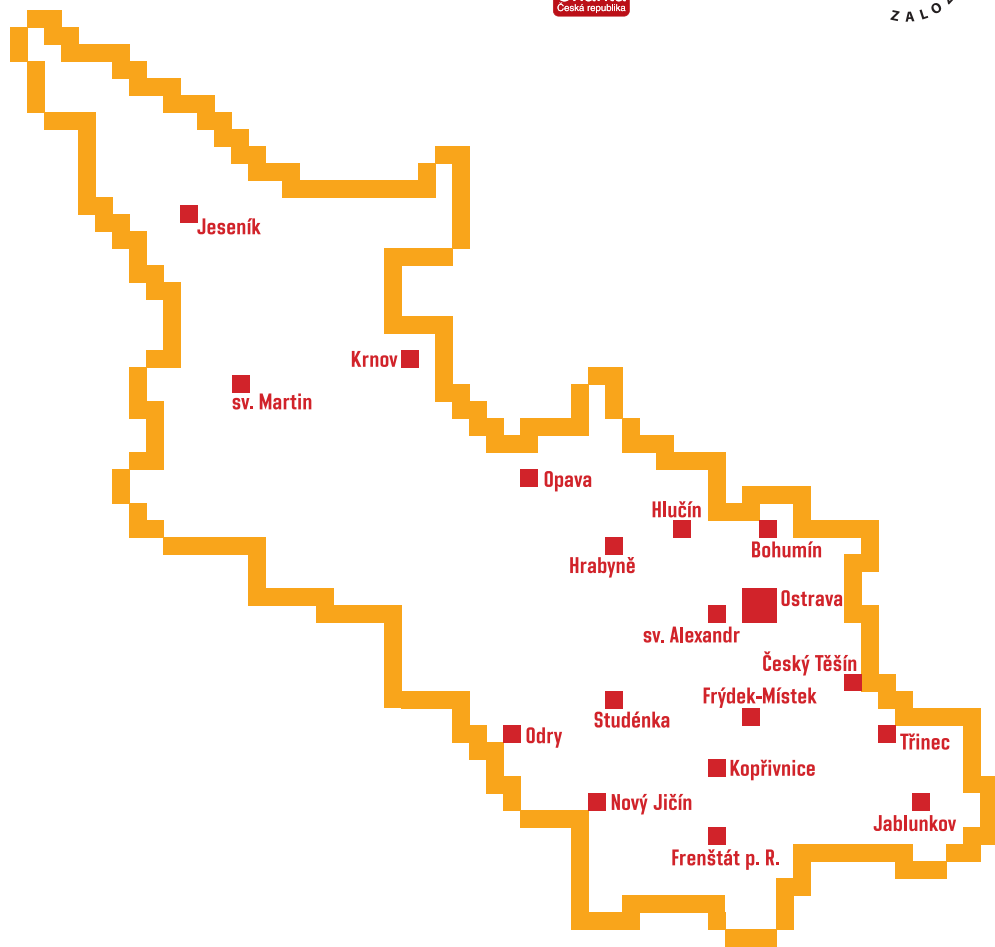 Charita
Česká republika
ZALO
Jeseník
Krnov
sv. Martin
Opava
Hlučín
Bohumín
Hrabyně
Ostrava
sv. Alexandr
Český Těšín
Frýdek-Místek
Studénka
Odry
Třinec
Kopřivnice
Nový Jičín
Jablunkov
Frenštát p. R.